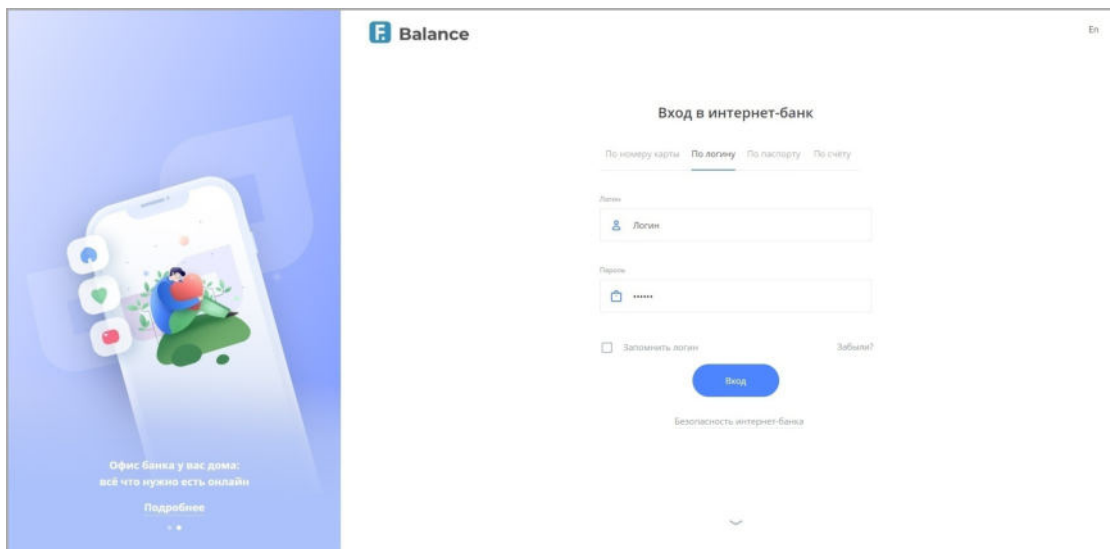 F. Balance
En
Вход в интернет-банк
По номеру карты По логину По паспорту По счёту
Логин
Логин
Пароль
••••••
Запомнить логин Забыли?
Вход
Безопасность интернет-банка
Офис банка у вас дома:
всё что нужно есть онлайн
Подробнее